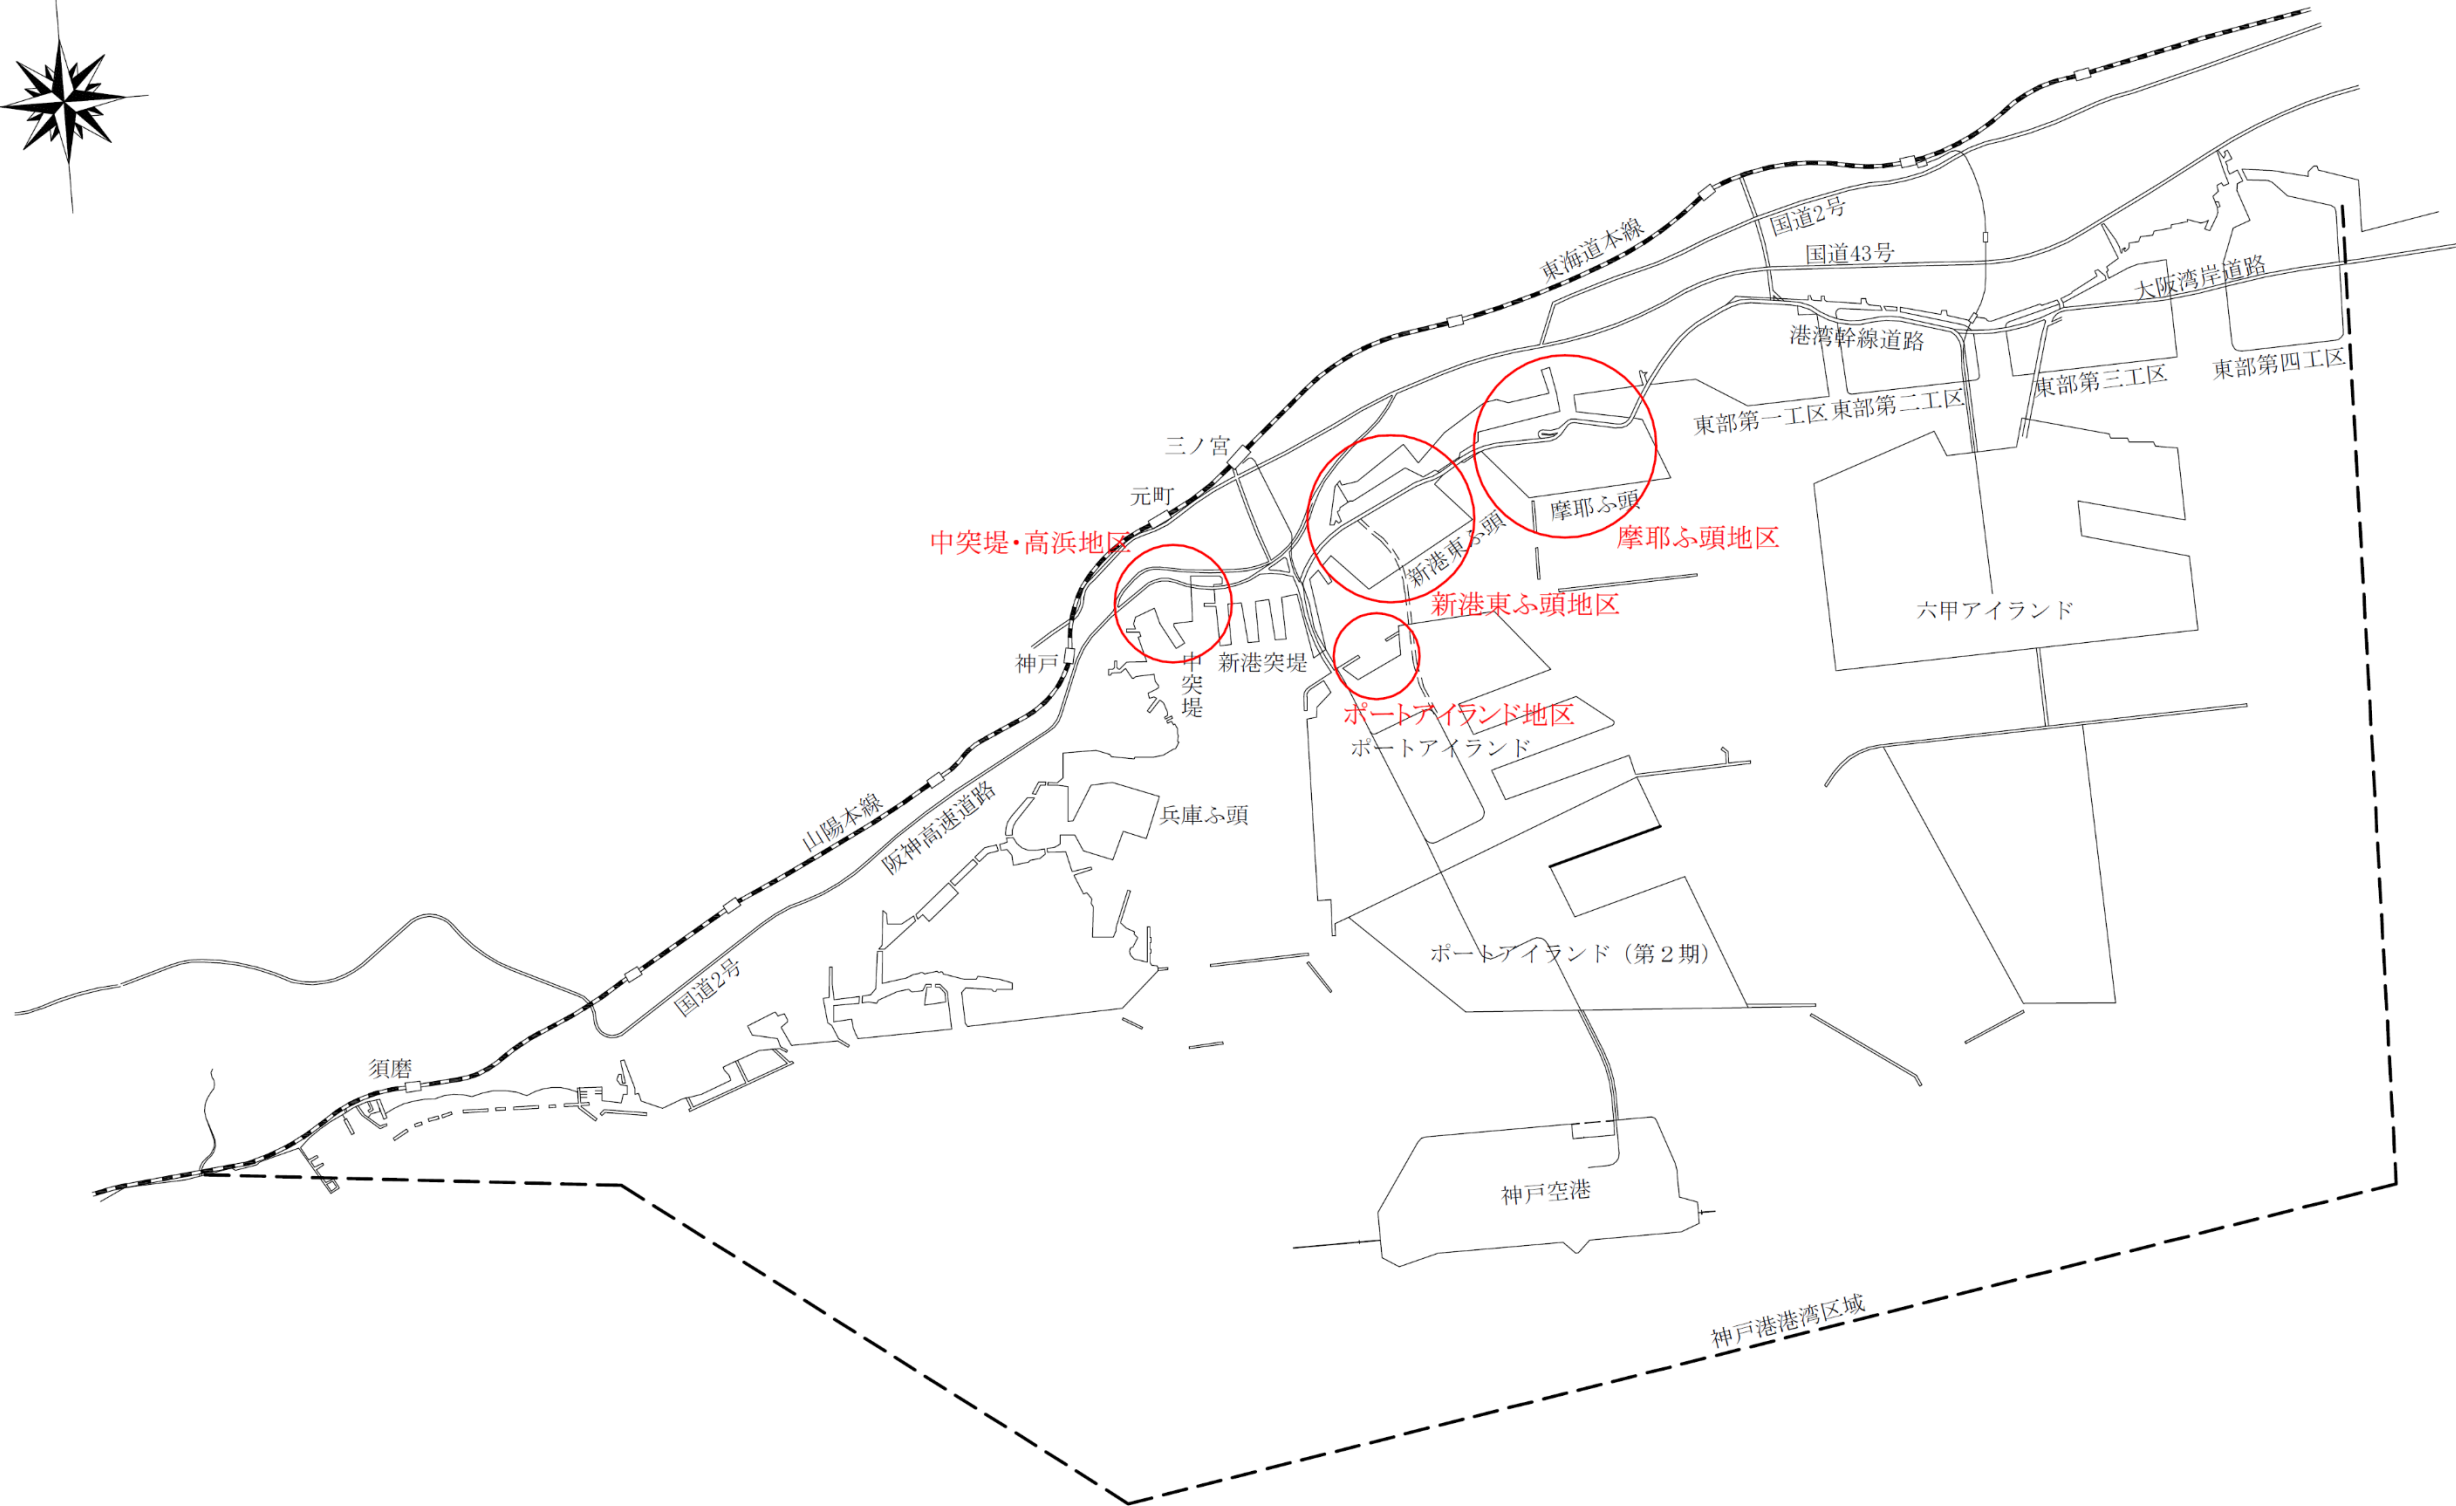 東海道本線
国道2号
国道43号
大阪湾岸道路
港湾幹線道路
東部第四工区
東部第三工区
東部第二工区
東部第一工区
三ノ宮
元町
中突堤・高浜地区
摩耶ふ頭
摩耶ふ頭地区
新港東ふ頭
新港東ふ頭地区
六甲アイランド
神戸
中突堤
新港突堤
ポートアイランド地区
ポートアイランド
山陽本線
阪神高速道路
兵庫ふ頭
国道2号
ポートアイランド（第２期）
須磨
神戸空港
神戸港港湾区域